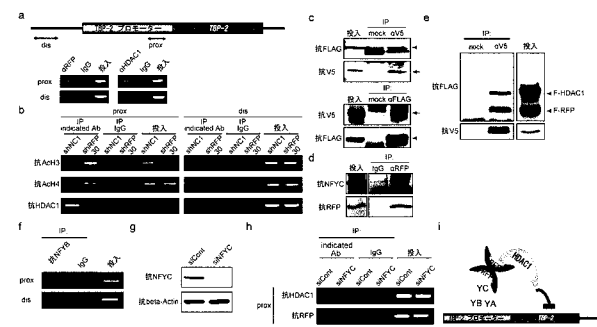 a
TBP-2 プロモーター
TBP-2
dis
prox
αRFP
IgG
投入
αHDAC1
IgG
投入
prox
dis
b
prox
dis
IP
indicated Ab
IP
IgG
投入
IP
indicated Ab
IP
IgG
投入
shNC1
shRFP 30
shNC1
shRFP 30
shNC1
shRFP 30
shNC1
shRFP 30
shNC1
shRFP 30
shNC1
shRFP 30
抗AcH3
抗AcH4
抗HDAC1
c
IP
投入
mock
αV5
抗FLAG
抗V5
IP
投入
mock
αFLAG
抗V5
抗FLAG
d
IP:
投入
IgG
αRFP
抗NFYC
抗RFP
e
IP:
mock
αV5
投入
抗FLAG
F-HDAC1
F-RFP
抗V5
f
IP:
抗NFYB
IgG
投入
prox
dis
g
siCont
siNFYC
抗NFYC
抗beta-Actin
h
IP:
indicated
Ab
IgG
投入
siCont
siNFYC
siCont
siNFYC
siCont
siNFYC
prox
抗HDAC1
抗RFP
i
HDAC1
YC
YB YA
TBP-2 プロモーター
TBP-2